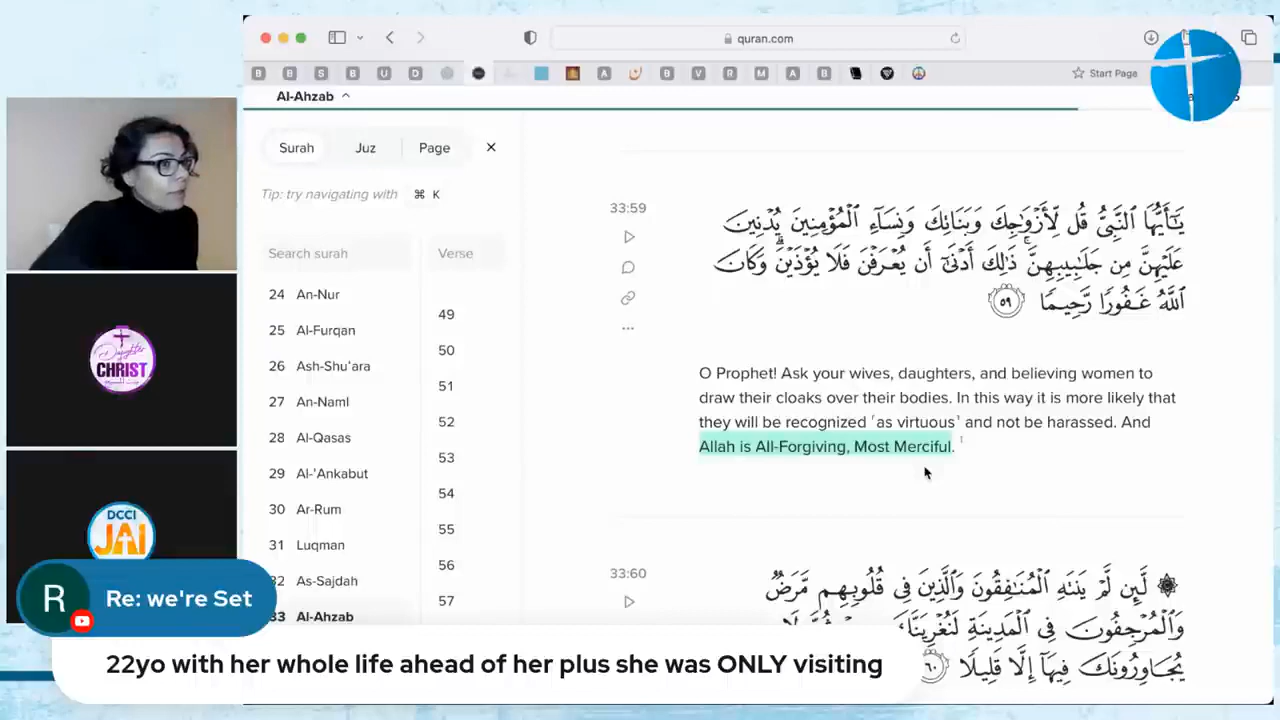 quran.com
B
B
S
B
U
D
A
B
V
R
M
A
B
Start Page
Al-Ahzab
Surah
Juz
Page
Tip: try navigating with ⌘ K
Search surah
Verse
24 An-Nur
25 Al-Furqan
26 Ash-Shu'ara
27 An-Naml
28 Al-Qasas
29 Al-'Ankabut
30 Ar-Rum
31 Luqman
32 As-Sajdah
33 Al-Ahzab
49
50
51
52
53
54
55
56
57
33:59
يَـٰٓأَيُّهَا ٱلنَّبِىُّ قُل لِّأَزْوَٰجِكَ وَبَنَاتِكَ وَنِسَآءِ ٱلْمُؤْمِنِينَ يُدْنِينَ
عَلَيْهِنَّ مِن جَلَـٰبِيبِهِنَّ ۚ ذَٰلِكَ أَدْنَىٰٓ أَن يُعْرَفْنَ فَلَا يُؤْذَيْنَ ۗ وَكَانَ
ٱللَّهُ غَفُورًا رَّحِيمًا ٥٩
O Prophet! Ask your wives, daughters, and believing women to
draw their cloaks over their bodies. In this way it is more likely that
they will be recognized ˹as virtuous˺ and not be harassed. And
Allah is All-Forgiving, Most Merciful. 1
33:60
۞ لَّئِن لَّمْ يَنتَهِ ٱلْمُنَـٰفِقُونَ وَٱلَّذِينَ فِى قُلُوبِهِم مَّرَضٌ
وَٱلْمُرْجِفُونَ فِى ٱلْمَدِينَةِ لَنُغْرِيَنَّكَ
يُجَاوِرُونَكَ فِيهَآ إِلَّا قَلِيلًا ٦٠
Daughter
CHRIST
DCCI
JAI
R
Re: we're Set
22yo with her whole life ahead of her plus she was ONLY visiting